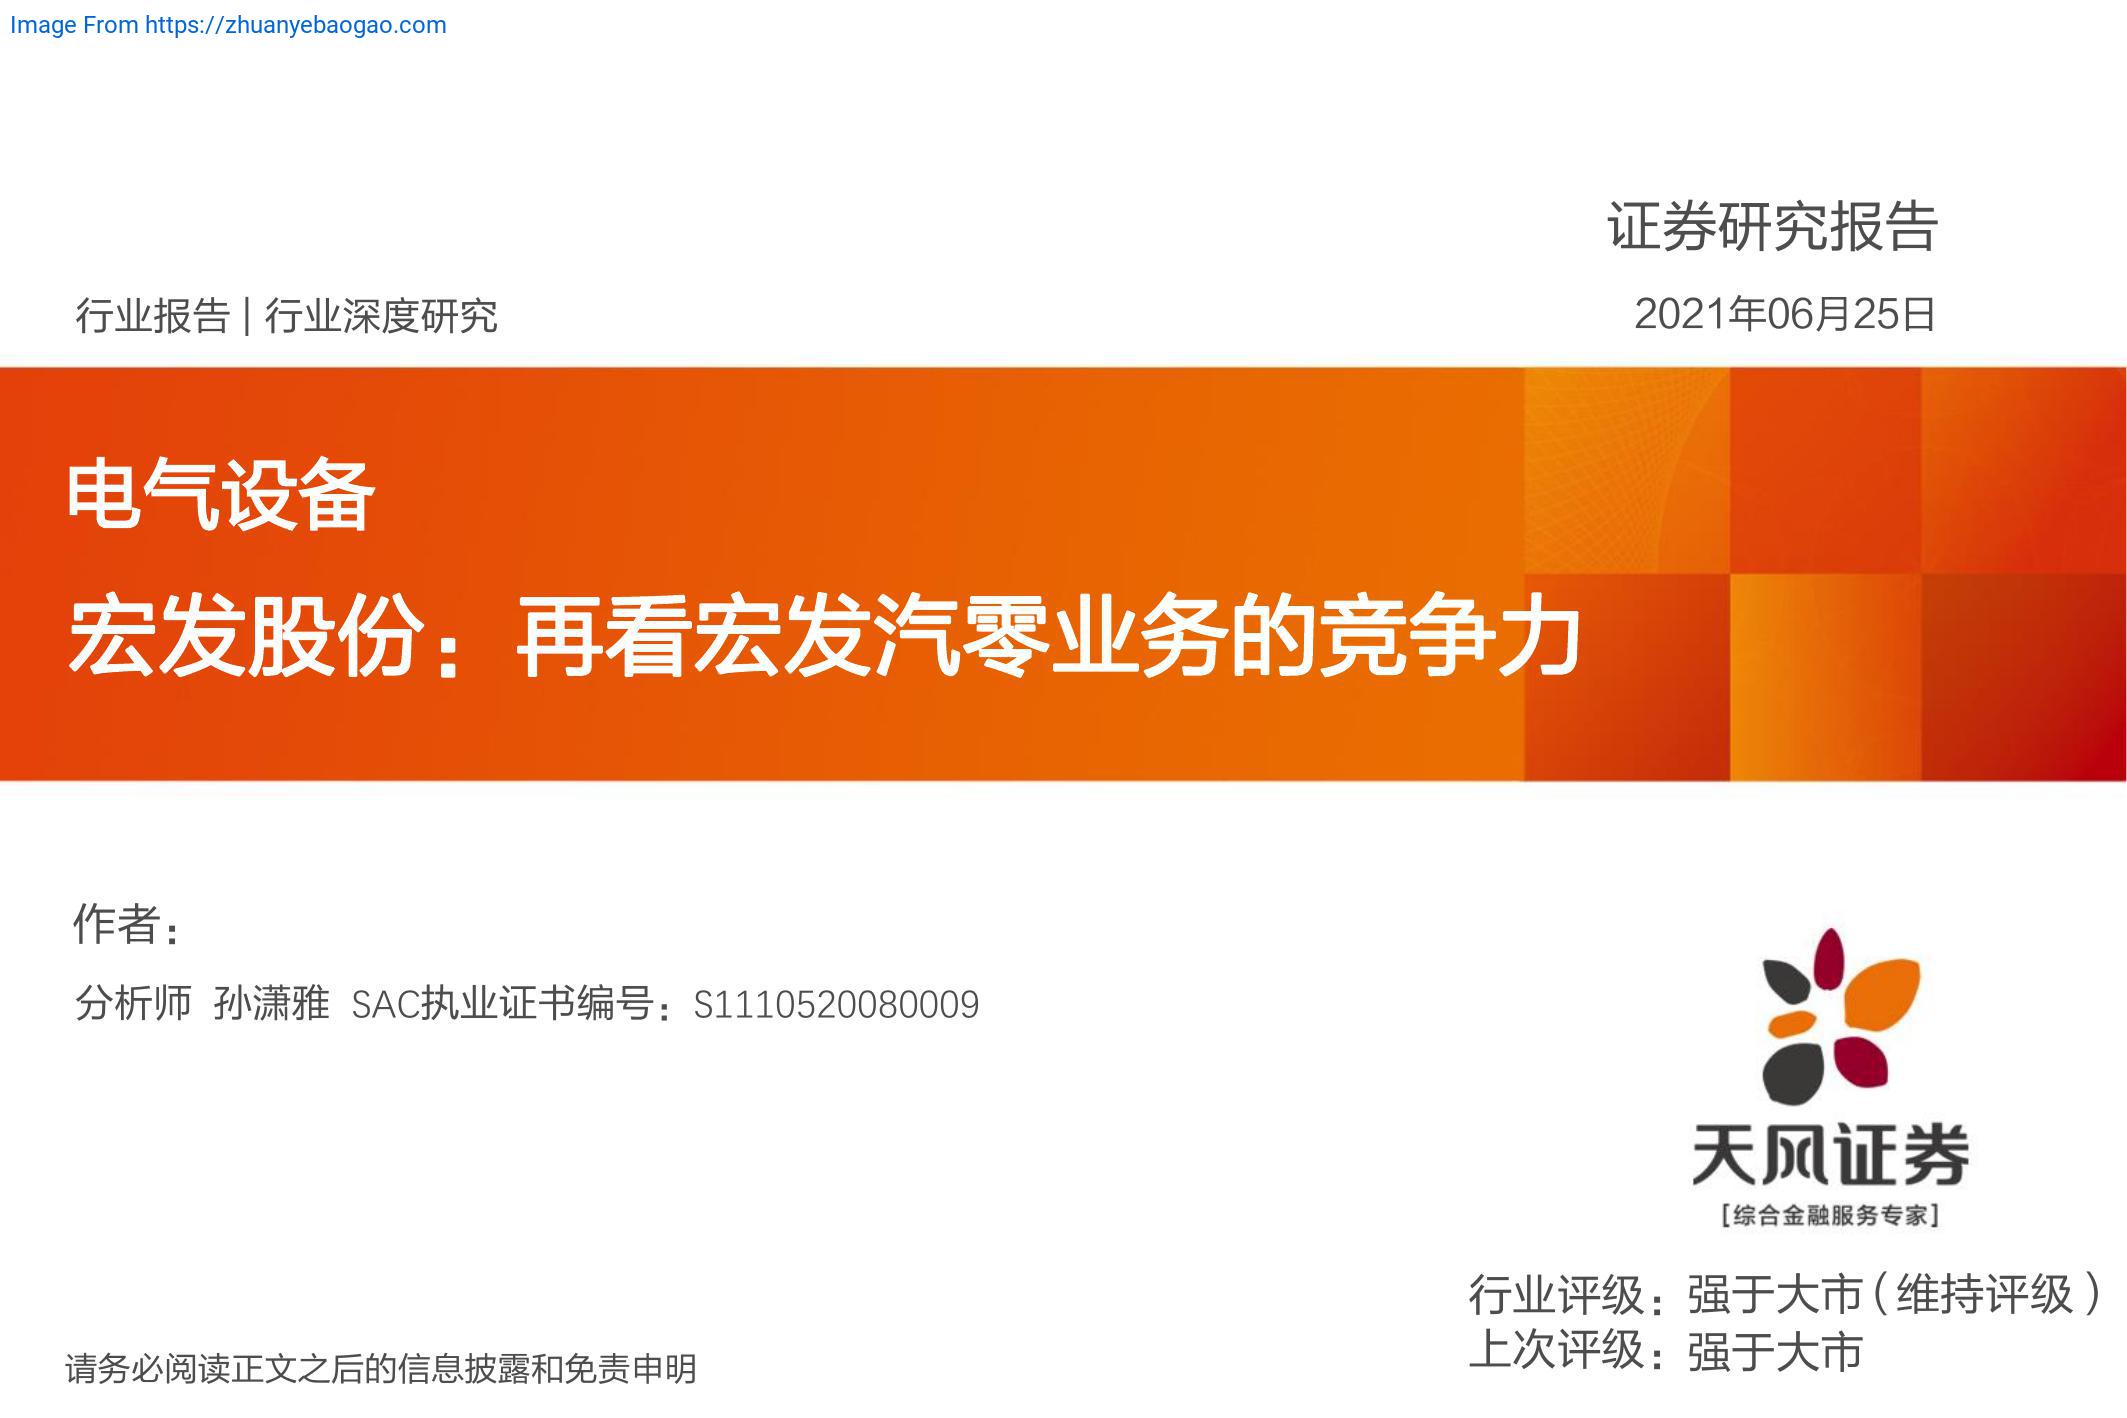 Image From https://zhuanyebaogao.com
证券研究报告
行业报告 | 行业深度研究
2021年06月25日
电气设备
宏发股份：再看宏发汽零业务的竞争力
作者：
分析师 孙潇雅 SAC执业证书编号：S1110520080009
天风证券
[综合金融服务专家]
行业评级：强于大市（维持评级）
上次评级：强于大市
请务必阅读正文之后的信息披露和免责申明